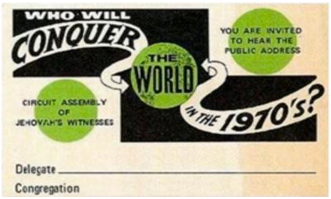 WHO WILL
CONQUER
THE
WORLD
IN THE 1970's?
YOU ARE INVITED
TO HEAR THE
PUBLIC ADDRESS
CIRCUIT ASSEMBLY
OF
JEHOVAH'S WITNESSES
Delegate
Congregation